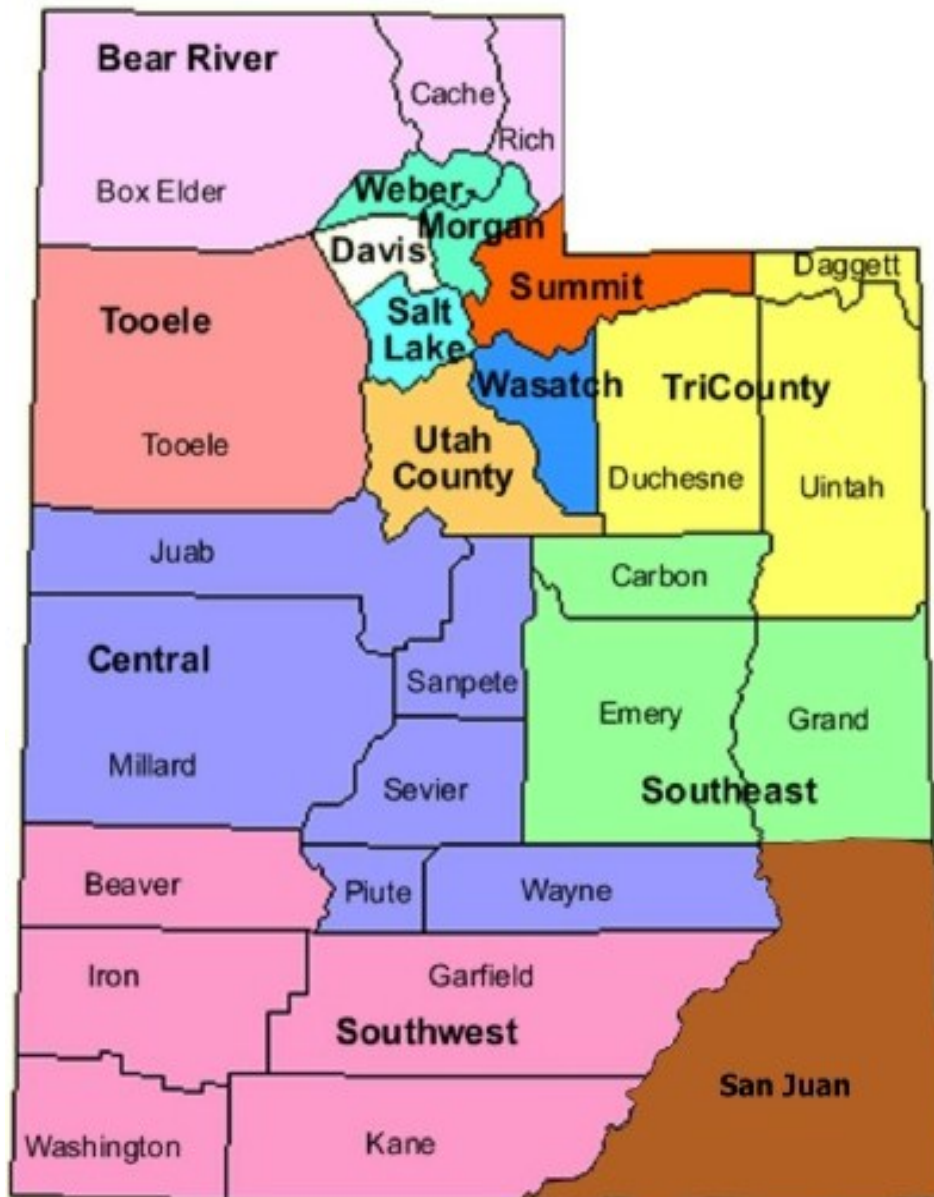 Bear River
Cache
Rich
Box Elder
Weber-
Morgan
Davis
Daggett
Summit
Salt
Lake
Tooele
Wasatch
TriCounty
Tooele
Utah
County
Duchesne
Uintah
Juab
Carbon
Central
Sanpete
Emery
Grand
Millard
Sevier
Southeast
Beaver
Piute
Wayne
Iron
Garfield
Southwest
San Juan
Washington
Kane